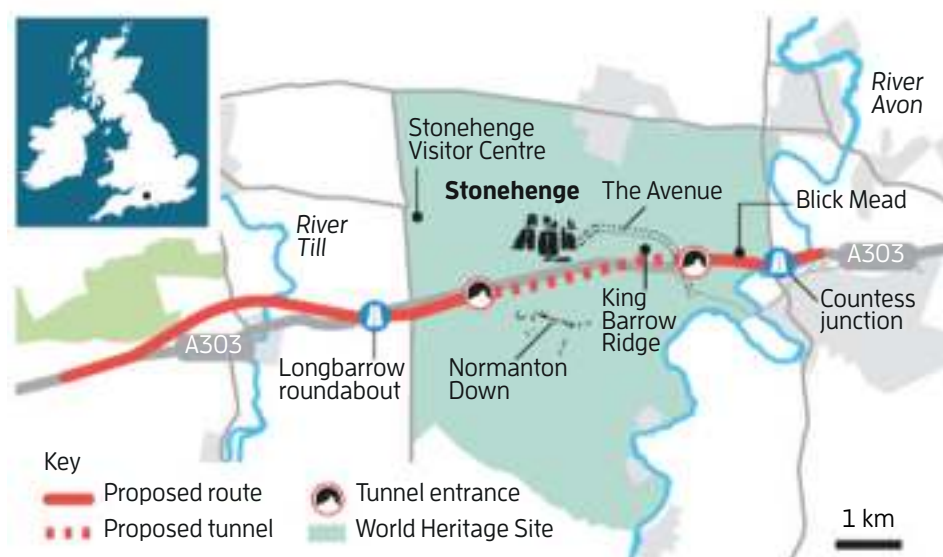 Stonehenge
Visitor Centre
Stonehenge
The Avenue
River
Avon
Blick Mead
River
Till
A303
A303
Longbarrow
roundabout
Normanton
Down
King
Barrow
Ridge
Countess
junction
Key
Proposed route
Proposed tunnel
Tunnel entrance
World Heritage Site
1 km